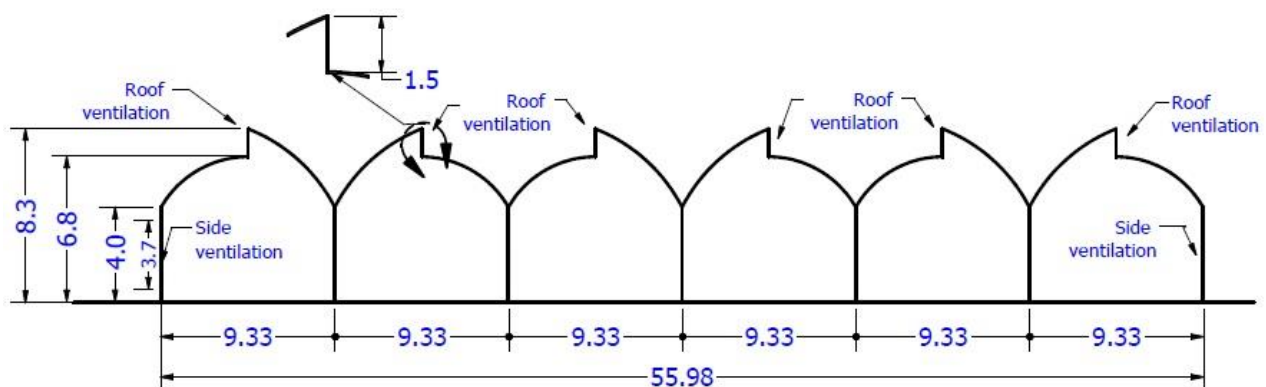 1.5
Roof
ventilation
Roof
ventilation
Roof
ventilation
Roof
ventilation
8.3
6.8
4.0
3.7
Side
ventilation
Side
ventilation
9.33
9.33
9.33
9.33
9.33
9.33
55.98